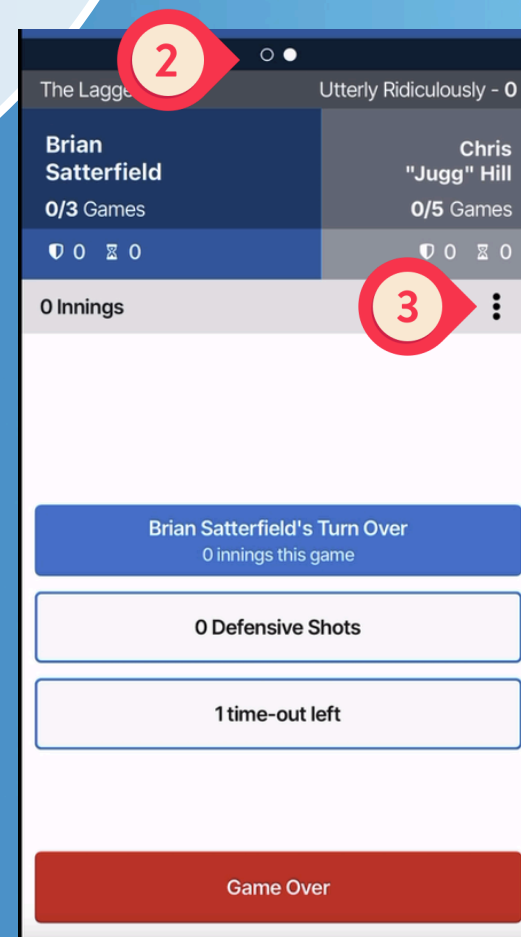 2
The Lagge
Utterly Ridiculously - 0
Brian
Satterfield
0/3 Games
0 0
Chris
"Jugg" Hill
0/5 Games
0 0
0 Innings
3
Brian Satterfield's Turn Over
0 innings this game
0 Defensive Shots
1 time-out left
Game Over